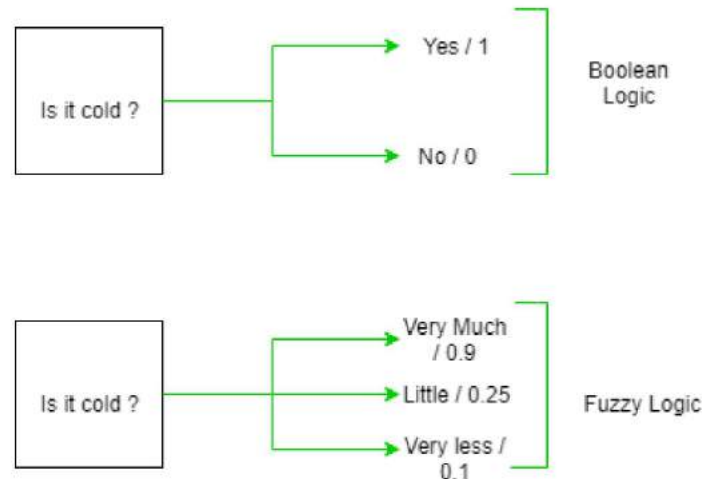 Is it cold ?
Yes / 1
No / 0
Boolean
Logic
Is it cold ?
Very Much
/ 0.9
Little / 0.25
Very less /
0.1
Fuzzy Logic